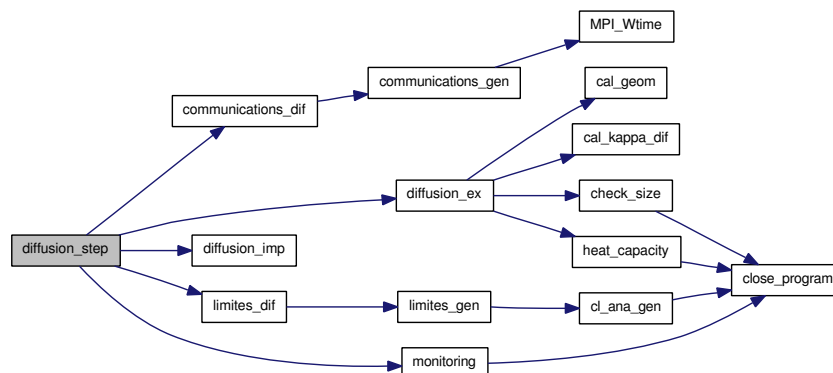 MPI_Wtime
communications_gen
cal_geom
communications_dif
cal_kappa_dif
diffusion_ex
check_size
diffusion_step
diffusion_imp
heat_capacity
close_program
limites_dif
limites_gen
cl_ana_gen
monitoring